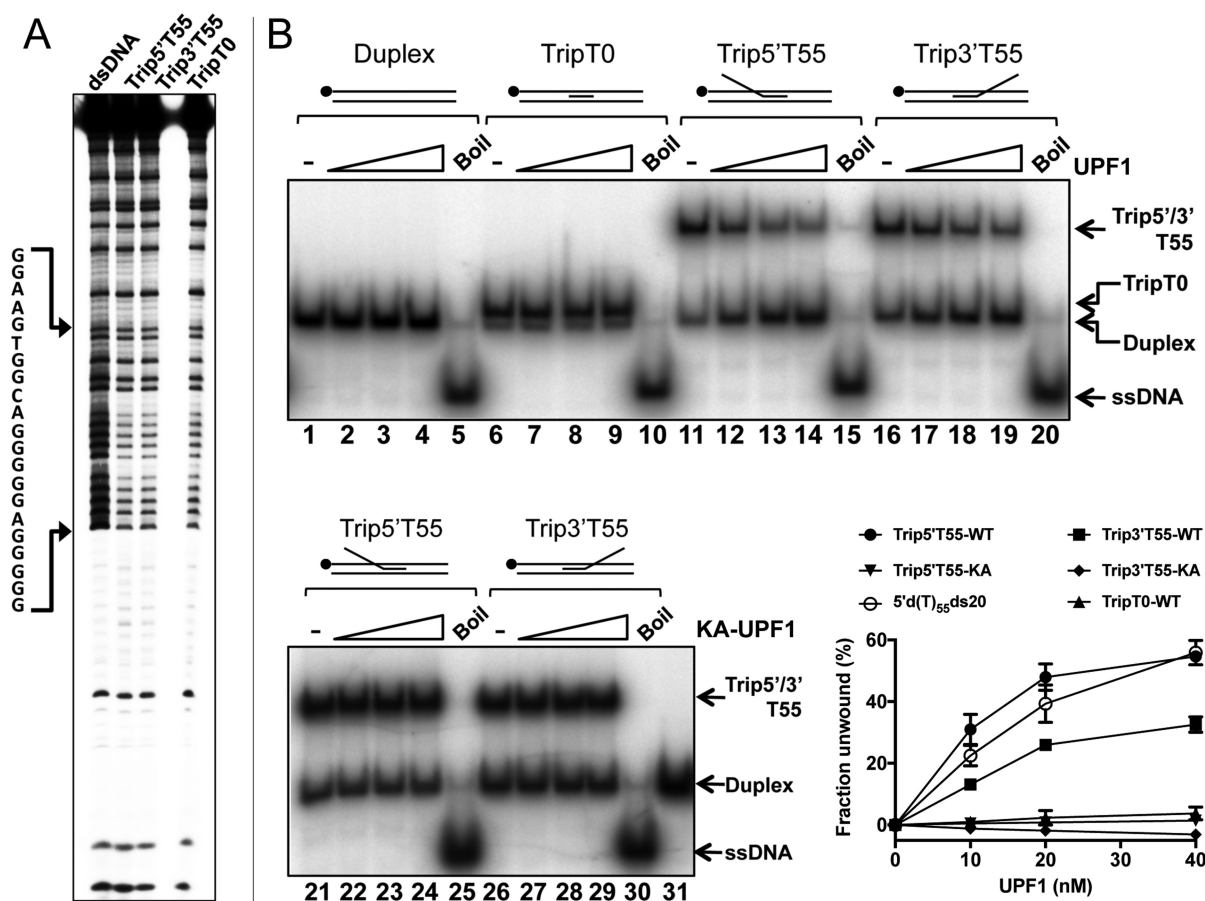 A
dsDNA
Trip5'T55
Trip3'T55
TripT0
G
G
A
A
G
T
G
G
C
A
G
G
G
G
G
A
G
G
G
G
G
B
Duplex TripT0 Trip5'T55 Trip3'T55
- Boil - Boil - Boil - Boil
UPF1
Trip5'/3'
T55
TripT0
Duplex
ssDNA
1 2 3 4 5 6 7 8 9 10 11 12 13 14 15 16 17 18 19 20
Trip5'T55 Trip3'T55
- Boil - Boil
KA-UPF1
Trip5'/3'
T55
Duplex
ssDNA
21 22 23 24 25 26 27 28 29 30 31
Trip5'T55-WT Trip3'T55-WT
Trip5'T55-KA Trip3'T55-KA
5'd(T)55ds20 TripT0-WT
Fraction unwound (%)
60
40
20
0
0 10 20 30 40
UPF1 (nM)